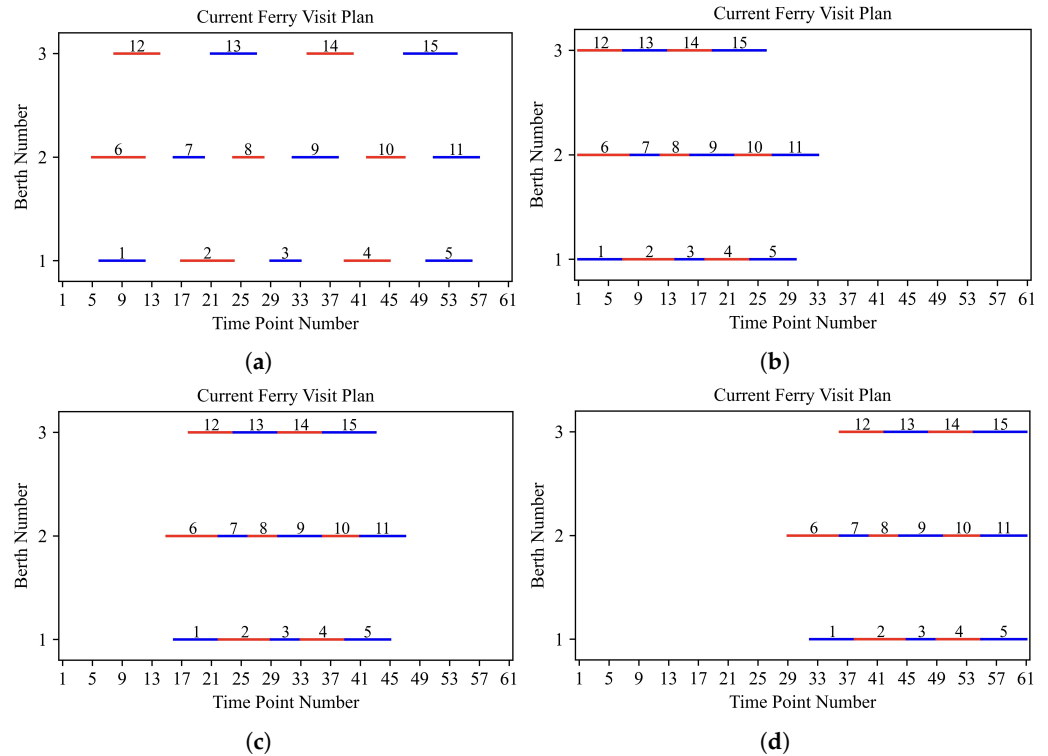 Current Ferry Visit Plan
3
12 13 14 15
Berth Number
2
6 7 8 9 10 11
1
1 2 3 4 5
1 5 9 13 17 21 25 29 33 37 41 45 49 53 57 61
Time Point Number
(a)
Current Ferry Visit Plan
3
12 13 14 15
Berth Number
2
6 7 8 9 10 11
1
1 2 3 4 5
1 5 9 13 17 21 25 29 33 37 41 45 49 53 57 61
Time Point Number
(b)
Current Ferry Visit Plan
3
12 13 14 15
Berth Number
2
6 7 8 9 10 11
1
1 2 3 4 5
1 5 9 13 17 21 25 29 33 37 41 45 49 53 57 61
Time Point Number
(c)
Current Ferry Visit Plan
3
12 13 14 15
Berth Number
2
6 7 8 9 10 11
1
1 2 3 4 5
1 5 9 13 17 21 25 29 33 37 41 45 49 53 57 61
Time Point Number
(d)